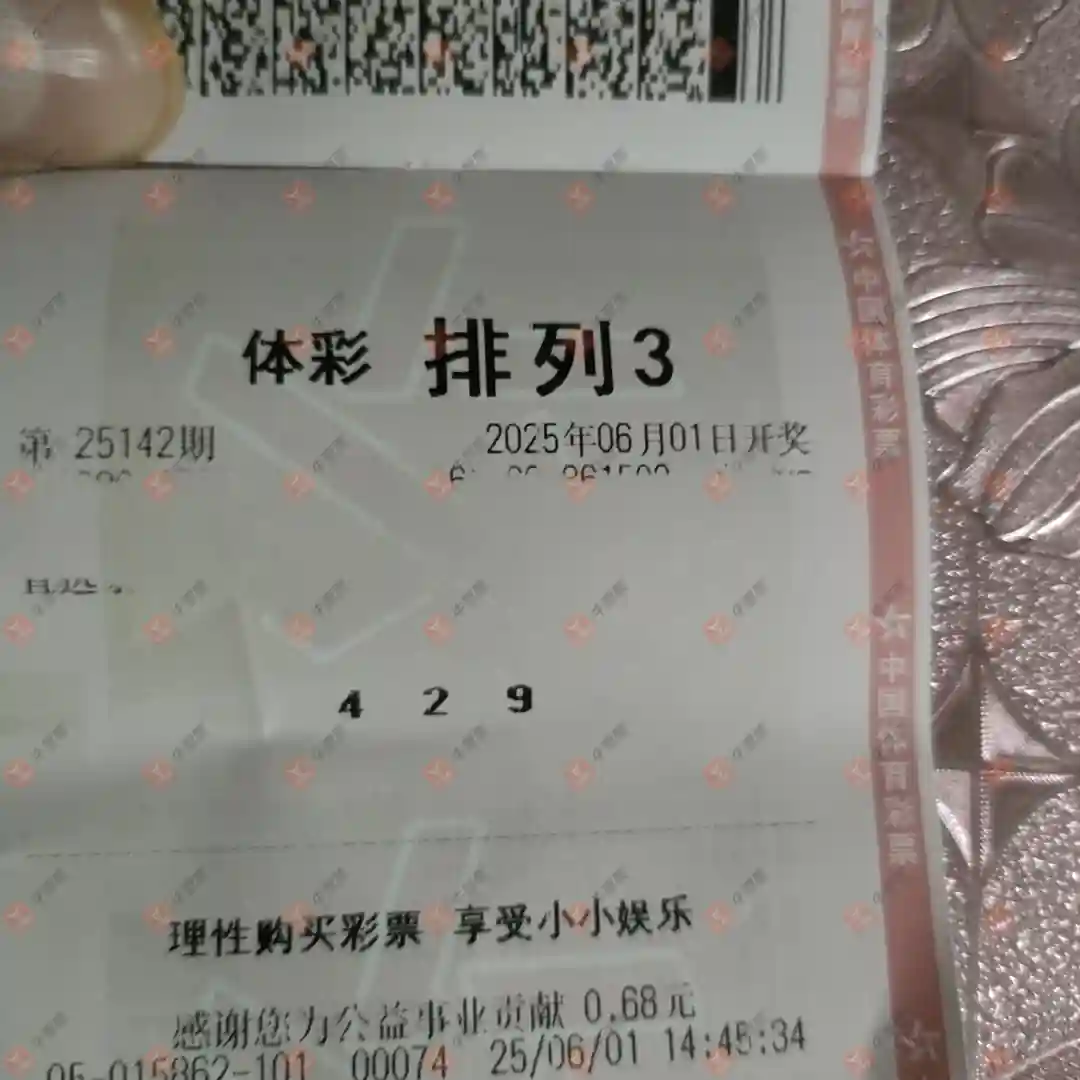 体彩 排列3
第 25142期 2025年06月01日开奖
4 2 9
理性购买彩票 享受小小娱乐
感谢您为公益事业贡献 0.68元
05-015862-101 00074 25/06/01 14:45:34
中国体育彩票
中国体育彩票